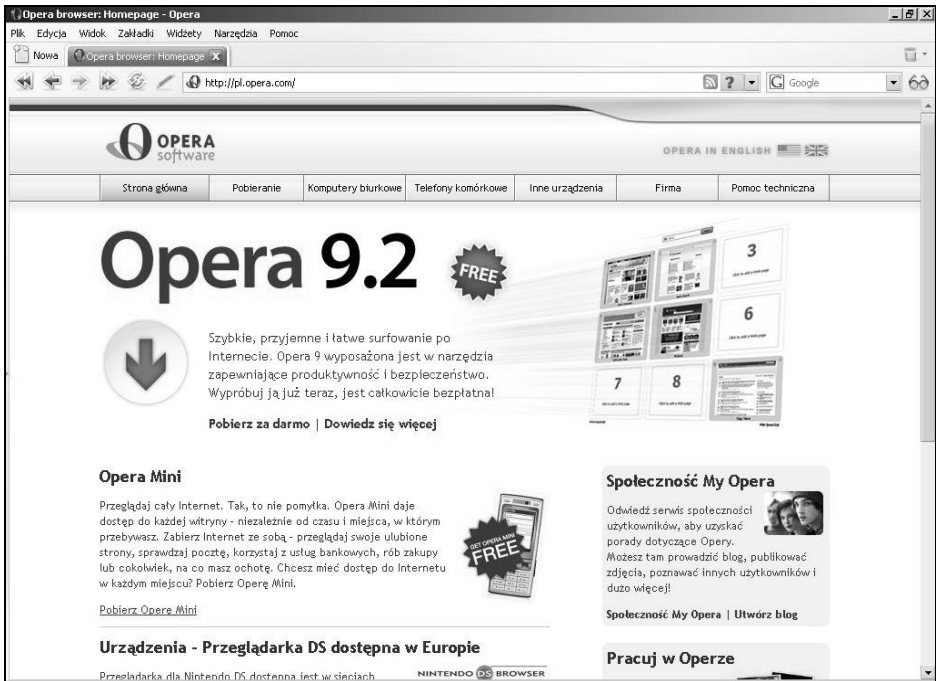 Opera browser: Homepage - Opera
Plik Edycja Widok Zakładki Widżety Narzędzia Pomoc
Nowa Opera browser: Homepage
http://pl.opera.com/ ? G Google
OPERA software
OPERA IN ENGLISH
Strona główna Pobieranie Komputery biurkowe Telefony komórkowe Inne urządzenia Firma Pomoc techniczna
Opera 9.2 FREE
3
6
7 8
Szybkie, przyjemne i łatwe surfowanie po
Internecie. Opera 9 wyposażona jest w narzędzia
zapewniające produktywność i bezpieczeństwo.
Wypróbuj ją już teraz, jest całkowicie bezpłatna!
Pobierz za darmo | Dowiedz się więcej
Opera Mini
Przeglądaj cały Internet. Tak, to nie pomyłka. Opera Mini daje
dostęp do każdej witryny - niezależnie od czasu i miejsca, w którym
przebywasz. Zabierz Internet ze sobą - przeglądaj swoje ulubione
strony, sprawdzaj pocztę, korzystaj z usług bankowych, rób zakupy
lub cokolwiek, na co masz ochotę. Chcesz mieć dostęp do Internetu
w każdym miejscu? Pobierz Operę Mini.
GET OPERA MINI
FREE
Pobierz Operę Mini
Urządzenia - Przeglądarka DS dostępna w Europie
Przeglądarka dla Nintendo DS dostępna jest w sieciach
NINTENDO DS BROWSER
Społeczność My Opera
Odwiedź serwis społeczności
użytkowników, aby uzyskać
porady dotyczące Opery.
Możesz tam prowadzić blog, publikować
zdjęcia, poznawać innych użytkowników i
dużo więcej!
Społeczność My Opera | Utwórz blog
Pracuj w Operze